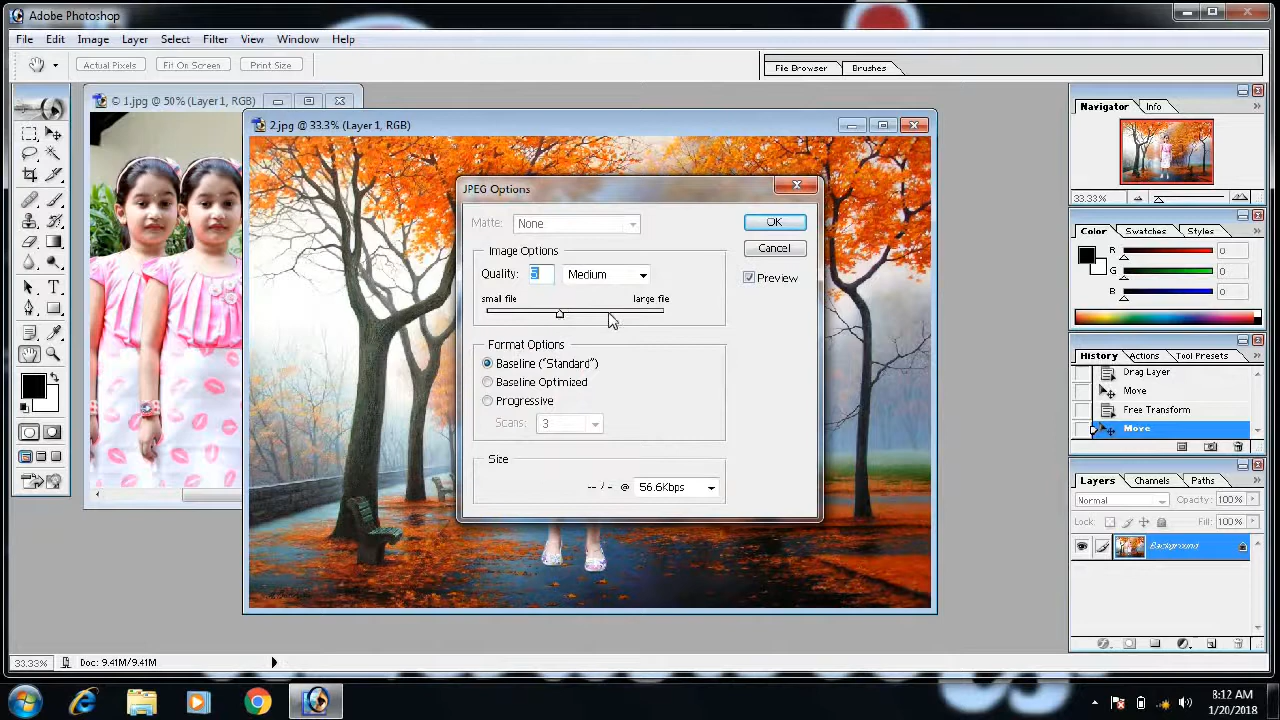 Adobe Photoshop
File Edit Image Layer Select Filter View Window Help
Actual Pixels Fit On Screen Print Size File Browser Brushes
© 1.jpg @ 50% (Layer 1, RGB)
2.jpg @ 33.3% (Layer 1, RGB)
JPEG Options
Matte: None
OK
Image Options
Cancel
Quality: 5 Medium
Preview
small file large file
Format Options
Baseline ("Standard")
Baseline Optimized
Progressive
Scans: 3
Size
-- / - @ 56.6Kbps
Navigator Info
33.33%
Color Swatches Styles
R 0
G 0
B 0
History Actions Tool Presets
Drag Layer
Move
Free Transform
Move
Layers Channels Paths
Normal Opacity: 100%
Lock: Fill: 100%
Background
33.33% Doc: 9.41M/9.41M
8:12 AM
1/20/2018